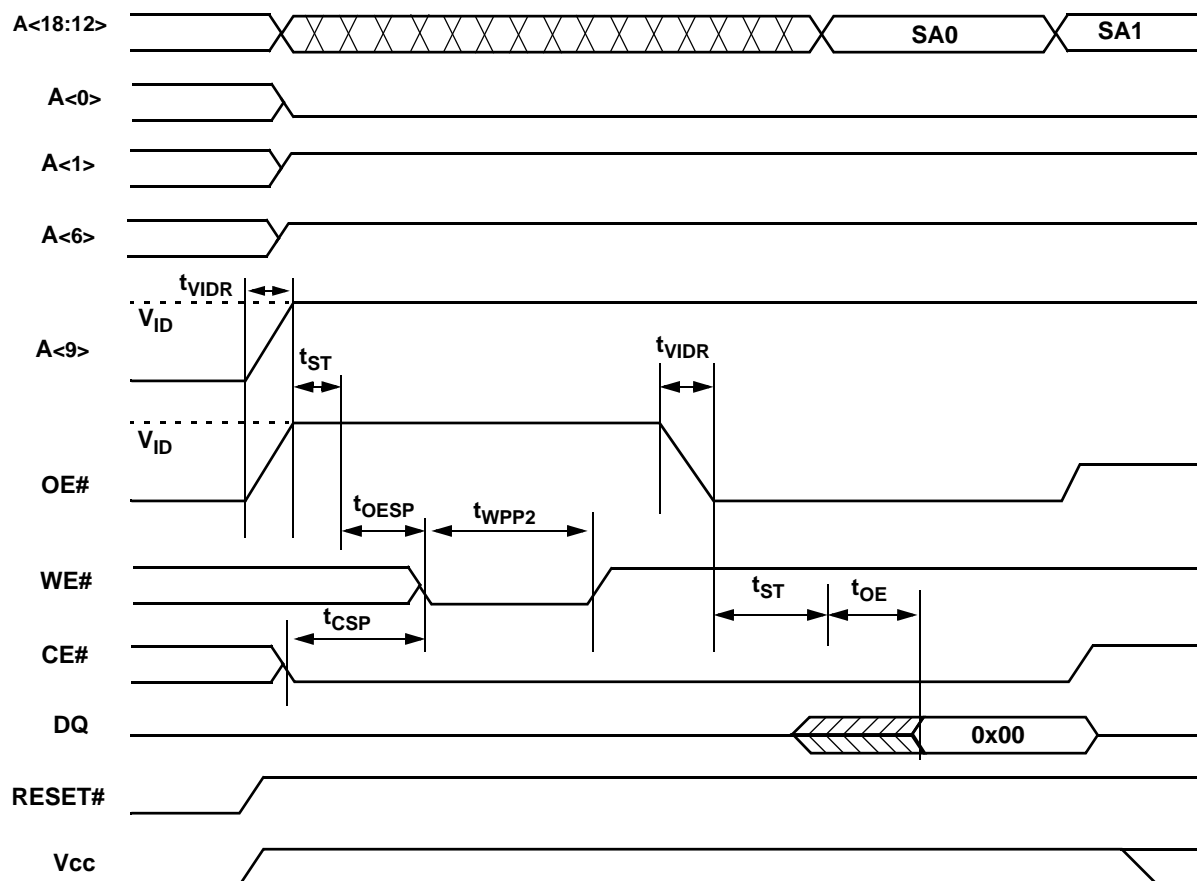 A<18:12>
SA0
SA1
A<0>
A<1>
A<6>
tVIDR
VID
A<9>
tST
tVIDR
VID
OE#
tOESP
tWPP2
WE#
tST
tOE
tCSP
CE#
DQ
0x00
RESET#
Vcc